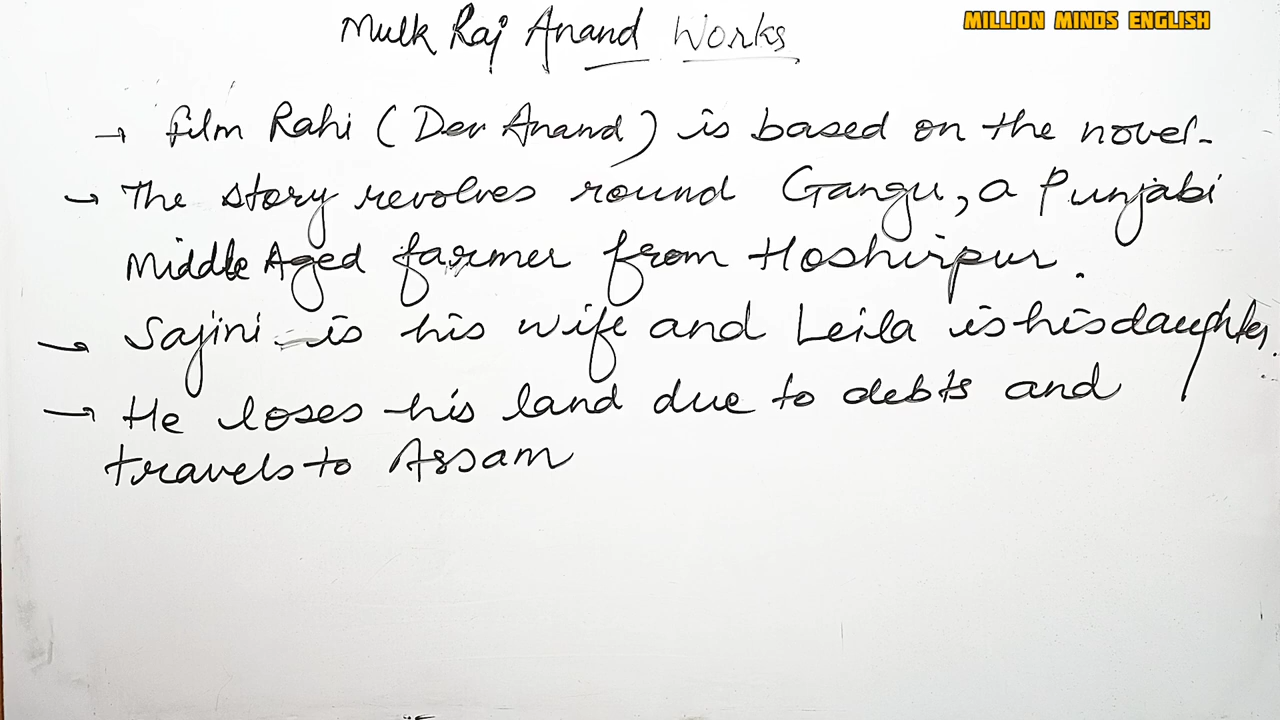 Mulk Raj Anand Works
MILLION MINDS ENGLISH
→ film Rahi (Dev Anand) is based on the novel.
→ The story revolves round Gangu, a Punjabi
Middle Aged farmer from Hoshirpur.
→ Sajini is his wife and Leila is his daughter.
→ He loses his land due to debts and
travels to Assam